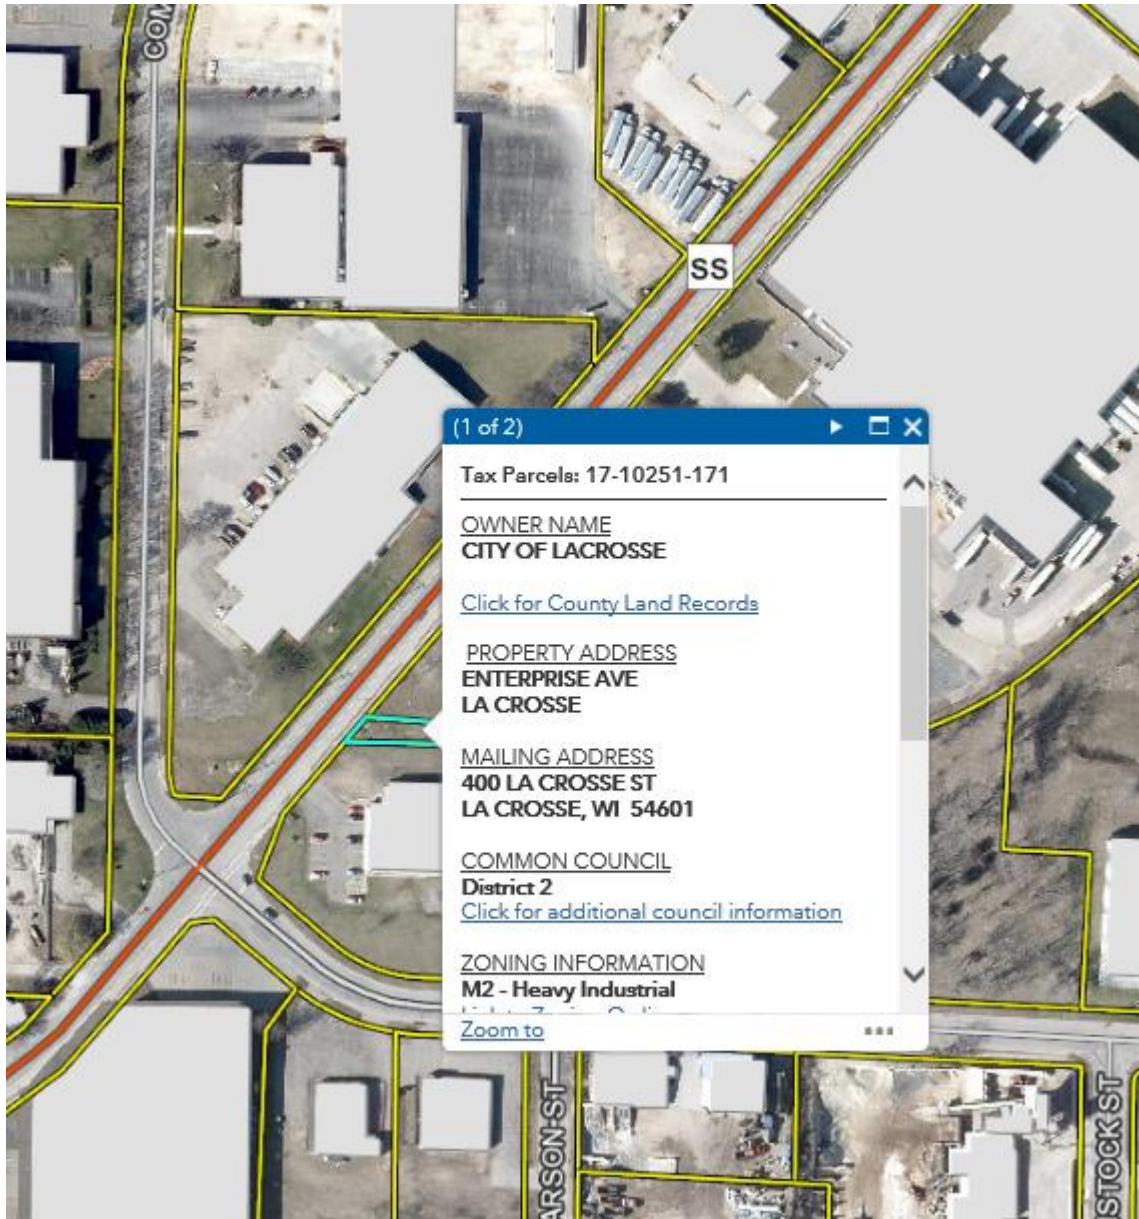 COM
SS
(1 of 2)
Tax Parcels: 17-10251-171
OWNER NAME
CITY OF LACROSSE
Click for County Land Records
PROPERTY ADDRESS
ENTERPRISE AVE
LA CROSSE
MAILING ADDRESS
400 LA CROSSE ST
LA CROSSE, WI 54601
COMMON COUNCIL
District 2
Click for additional council information
ZONING INFORMATION
M2 - Heavy Industrial
Zoom to
ARSON ST
ISTOCK ST